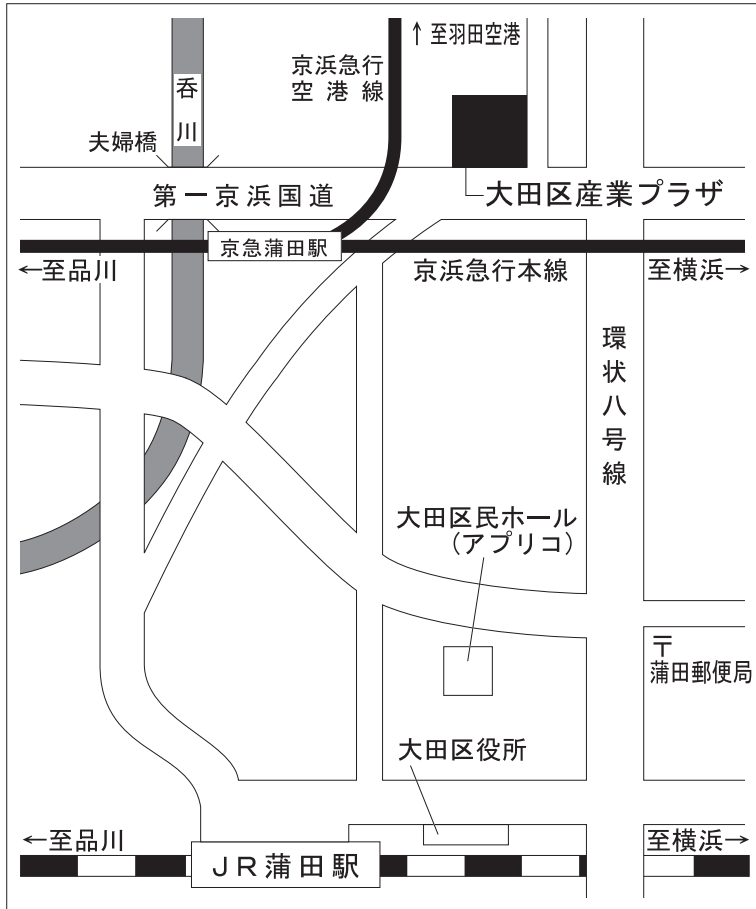 ↑至羽田空港
京浜急行
空港線
呑川
夫婦橋
第一京浜国道
大田区産業プラザ
京急蒲田駅
←至品川
京浜急行本線
至横浜→
環状八号線
大田区民ホール
(アプリコ)
〒
蒲田郵便局
大田区役所
←至品川
至横浜→
JR蒲田駅